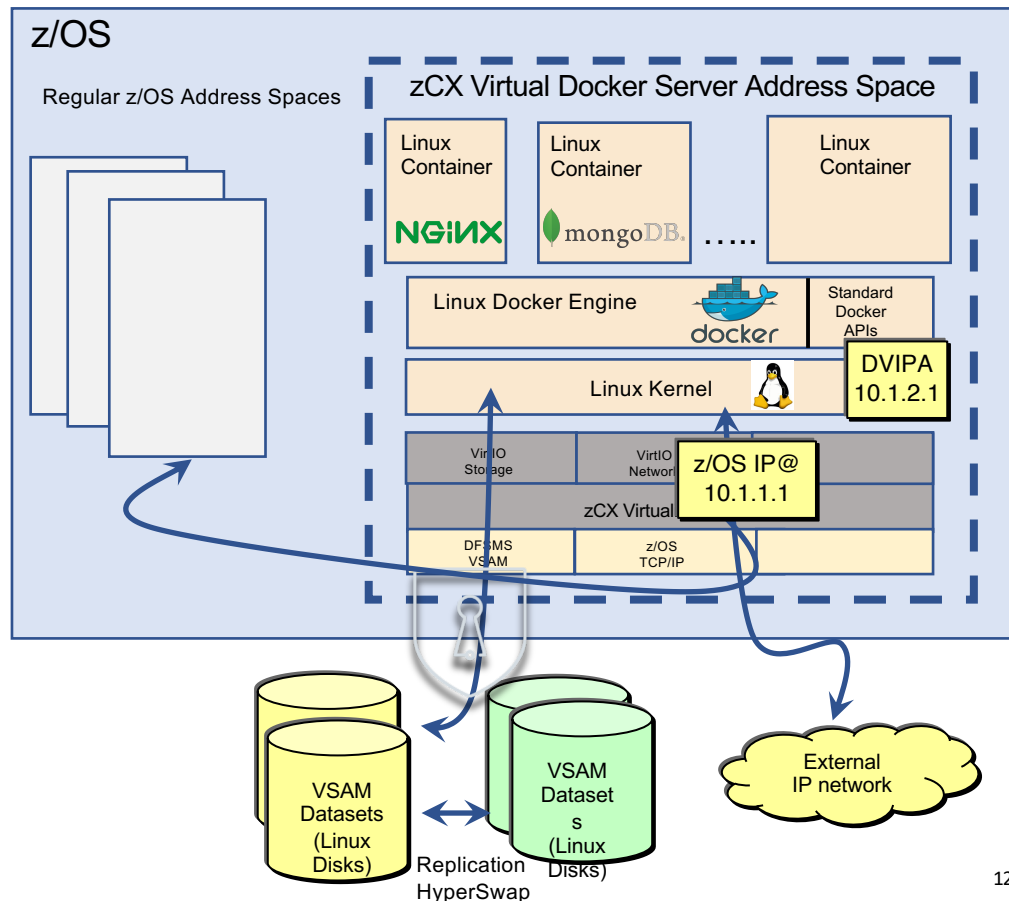 z/OS
Regular z/OS Address Spaces
zCX Virtual Docker Server Address Space
Linux
Container
NGiNX
Linux
Container
mongoDB.
.....
Linux
Container
Linux Docker Engine
docker
Standard
Docker
APIs
Linux Kernel
DVIPA
10.1.2.1
VirtIO
Storage
VirtIO
Network
z/OS IP@
10.1.1.1
zCX Virtual
DFSMS
VSAM
z/OS
TCP/IP
VSAM
Datasets
(Linux
Disks)
VSAM
Dataset
s
(Linux
Disks)
Replication
HyperSwap
External
IP network
12